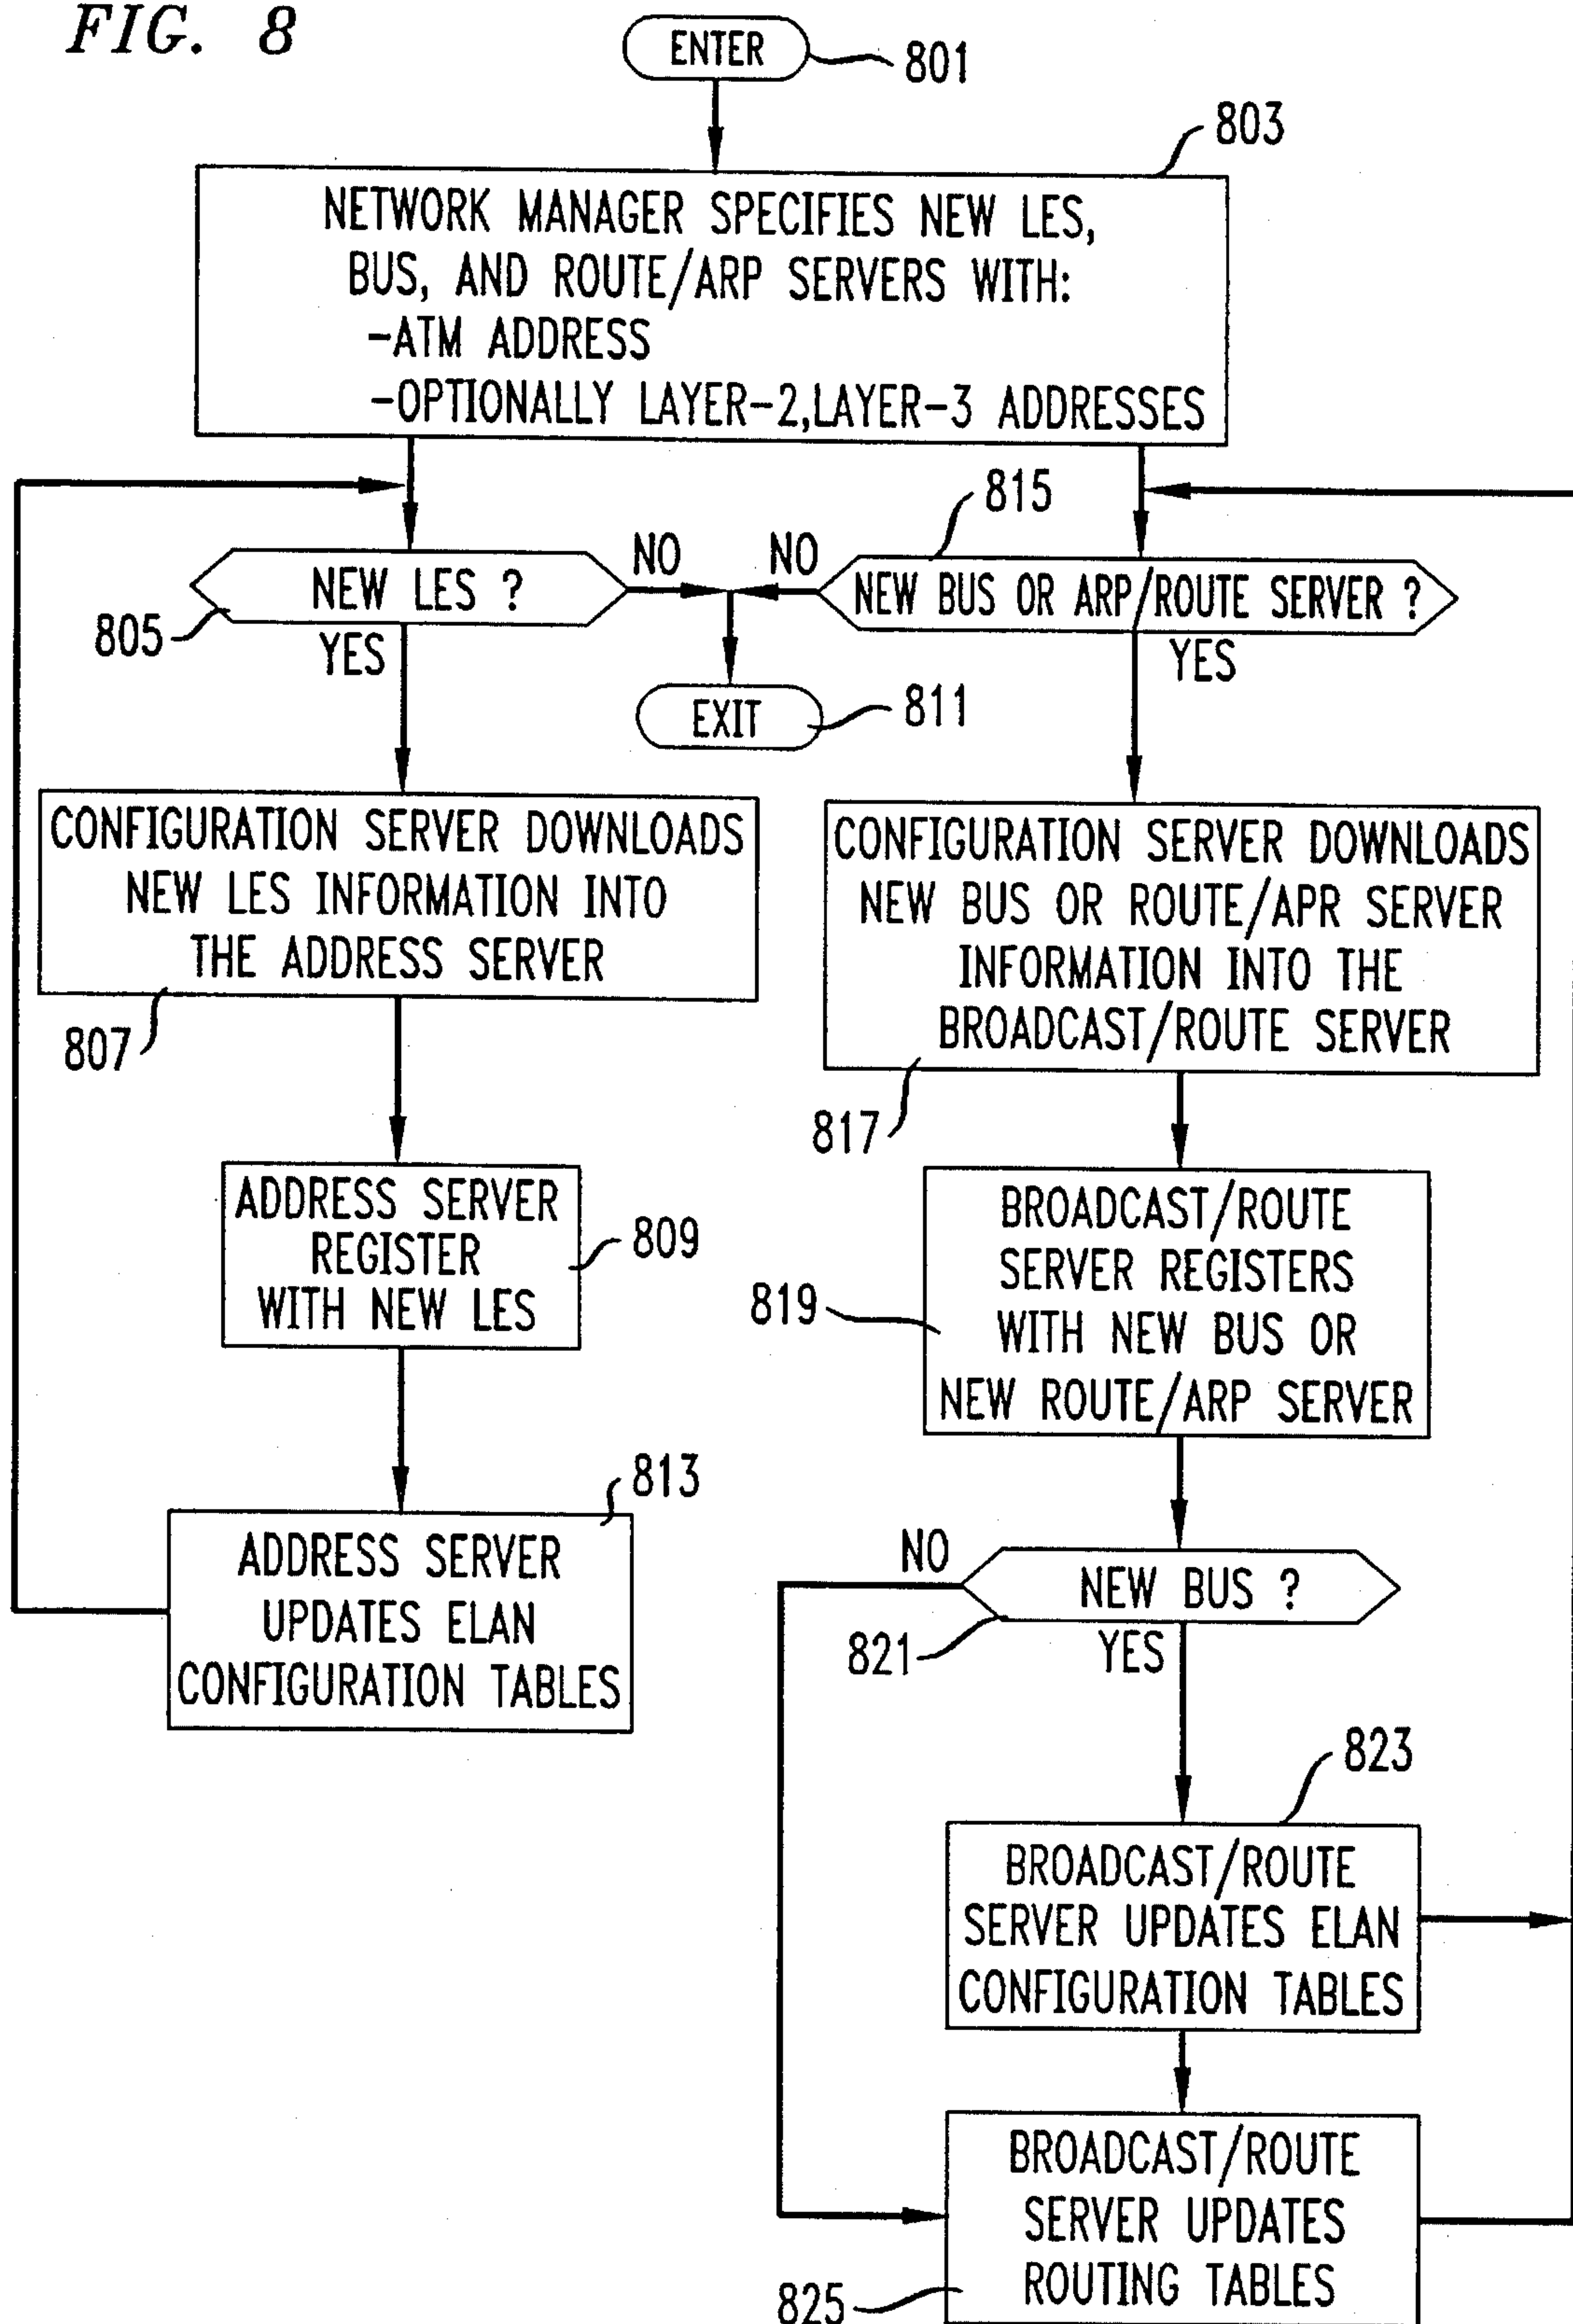 FIG. 8
ENTER
801
803
NETWORK MANAGER SPECIFIES NEW LES,
BUS, AND ROUTE/ARP SERVERS WITH:
-ATM ADDRESS
-OPTIONALLY LAYER-2,LAYER-3 ADDRESSES
815
NO
NO
NEW LES ?
NEW BUS OR ARP/ROUTE SERVER ?
805
YES
YES
EXIT
811
CONFIGURATION SERVER DOWNLOADS
NEW LES INFORMATION INTO
THE ADDRESS SERVER
807
CONFIGURATION SERVER DOWNLOADS
NEW BUS OR ROUTE/APR SERVER
INFORMATION INTO THE
BROADCAST/ROUTE SERVER
817
ADDRESS SERVER
REGISTER
WITH NEW LES
809
BROADCAST/ROUTE
SERVER REGISTERS
WITH NEW BUS OR
NEW ROUTE/ARP SERVER
819
813
ADDRESS SERVER
UPDATES ELAN
CONFIGURATION TABLES
NO
NEW BUS ?
821
YES
823
BROADCAST/ROUTE
SERVER UPDATES ELAN
CONFIGURATION TABLES
BROADCAST/ROUTE
SERVER UPDATES
ROUTING TABLES
825